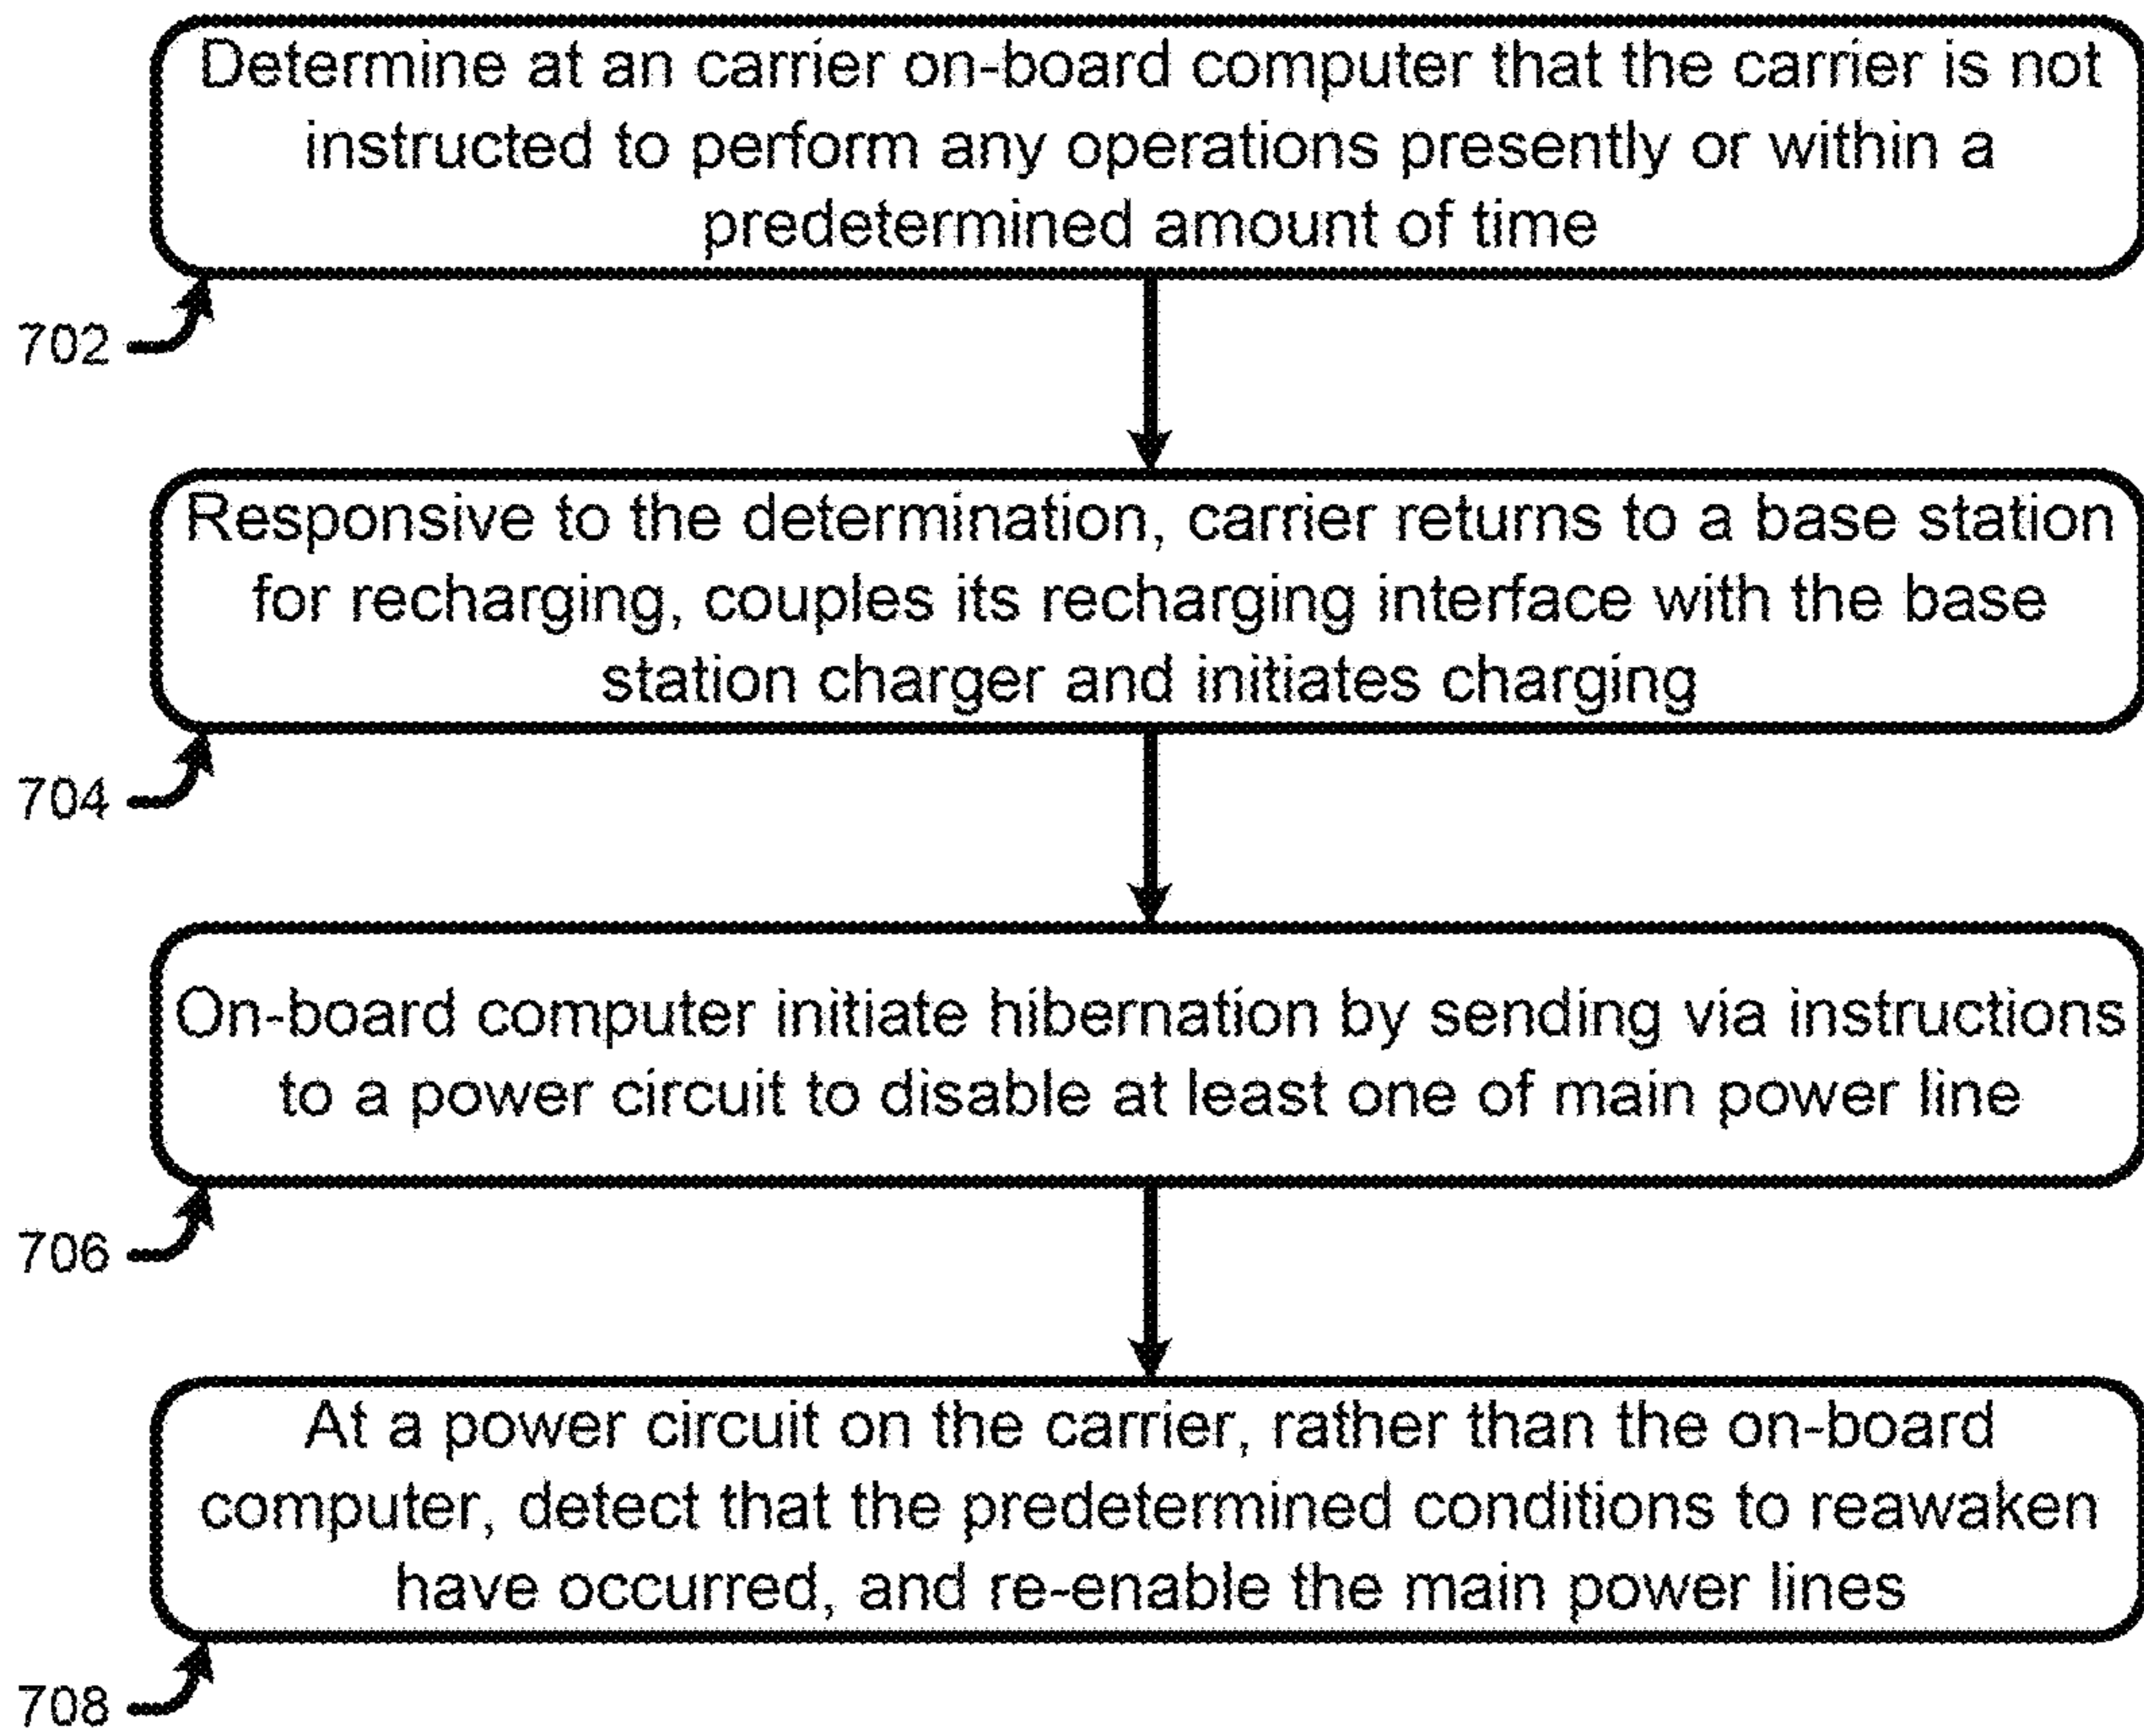 Determine at an carrier on-board computer that the carrier is not
instructed to perform any operations presently or within a
predetermined amount of time
702
Responsive to the determination, carrier returns to a base station
for recharging, couples its recharging interface with the base
station charger and initiates charging
704
On-board computer initiate hibernation by sending via instructions
to a power circuit to disable at least one of main power line
706
At a power circuit on the carrier, rather than the on-board
computer, detect that the predetermined conditions to reawaken
have occurred, and re-enable the main power lines
708